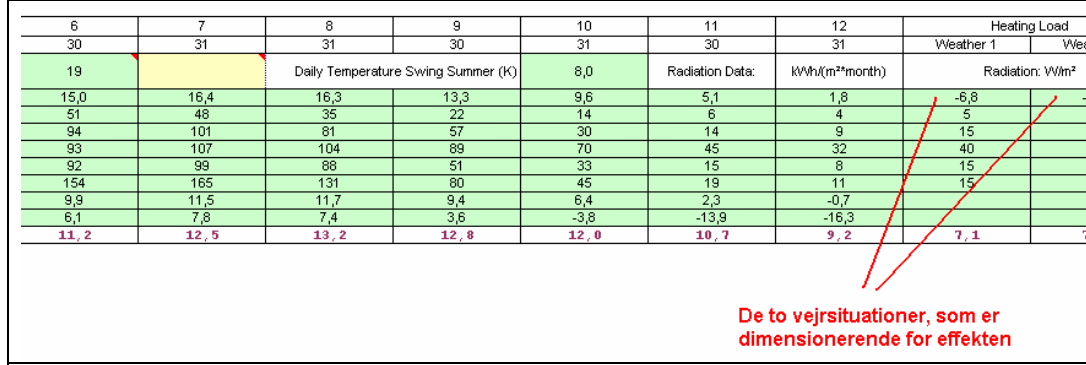 6 7 8 9 10 11 12 Heating Load
30 31 31 30 31 30 31 Weather 1
19 Daily Temperature Swing Summer (K) 8,0 Radiation Data: kWh/(m²*month) Radiation: W/m²
15,0 16,4 16,3 13,3 9,6 5,1 1,8 -6,8
51 48 35 22 14 6 4 5
94 101 81 57 30 14 9 15
93 107 104 89 70 45 32 40
92 99 88 51 33 15 8 15
154 165 131 80 45 19 11 15
9,9 11,5 11,7 9,4 6,4 2,3 -0,7
6,1 7,8 7,4 3,6 -3,8 -13,9 -16,3
11,2 12,5 13,2 12,8 12,0 10,7 9,2 7,1
De to vejrsituationer, som er
dimensionerende for effekten